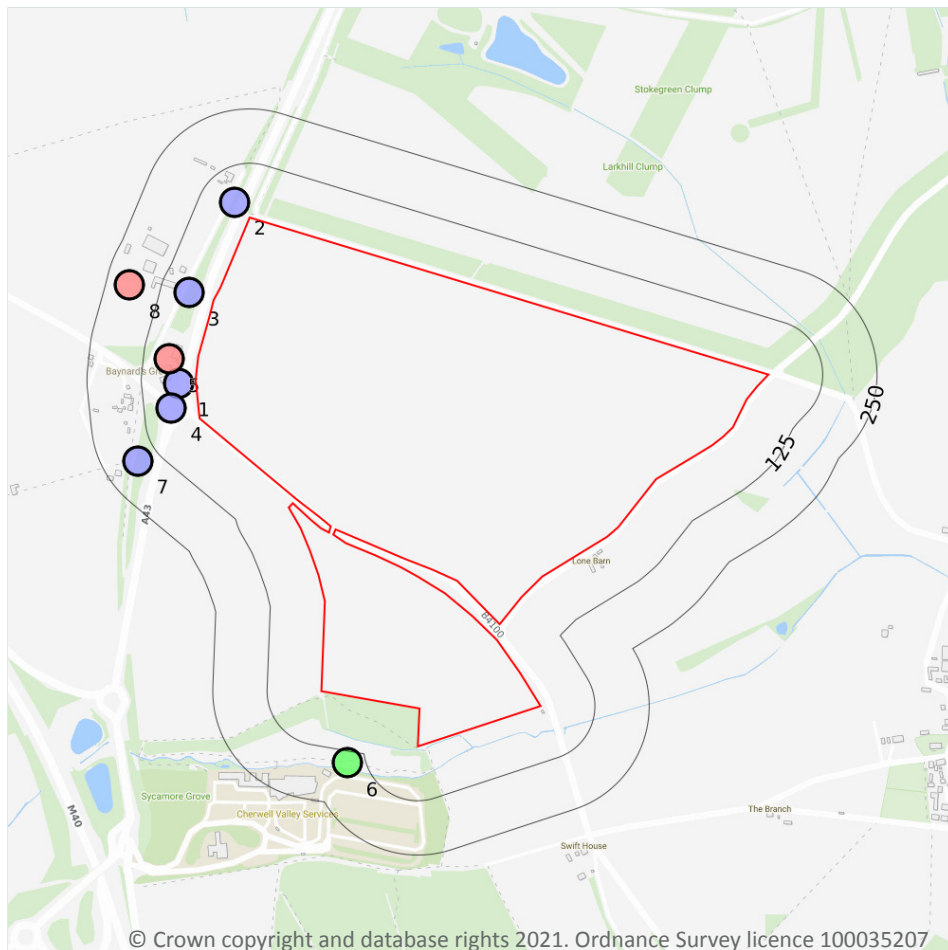 Stokegreen Clump
Larkhill Clump
2
8
3
Baynard's Gre
5
1
4
250
125
7
A43
Lone Barn
B4100
6
M40
Sycamore Grove
Cherwell Valley Services
The Branch
Swift House
© Crown copyright and database rights 2021. Ordnance Survey licence 100035207